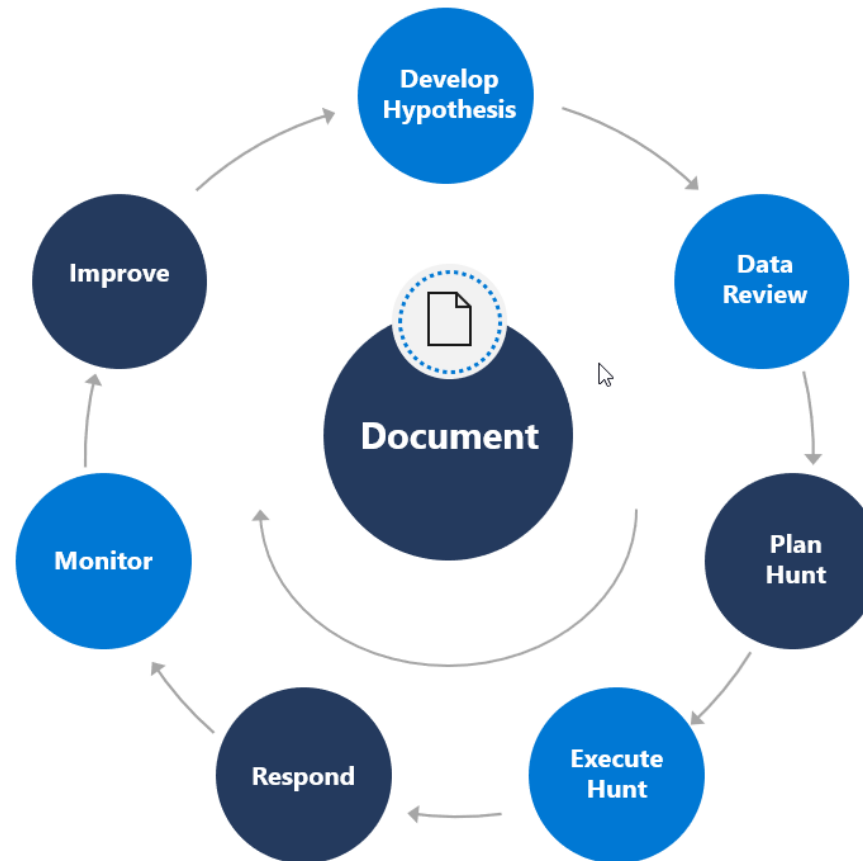 Develop
Hypothesis
Data
Review
Plan
Hunt
Execute
Hunt
Respond
Monitor
Improve
Document